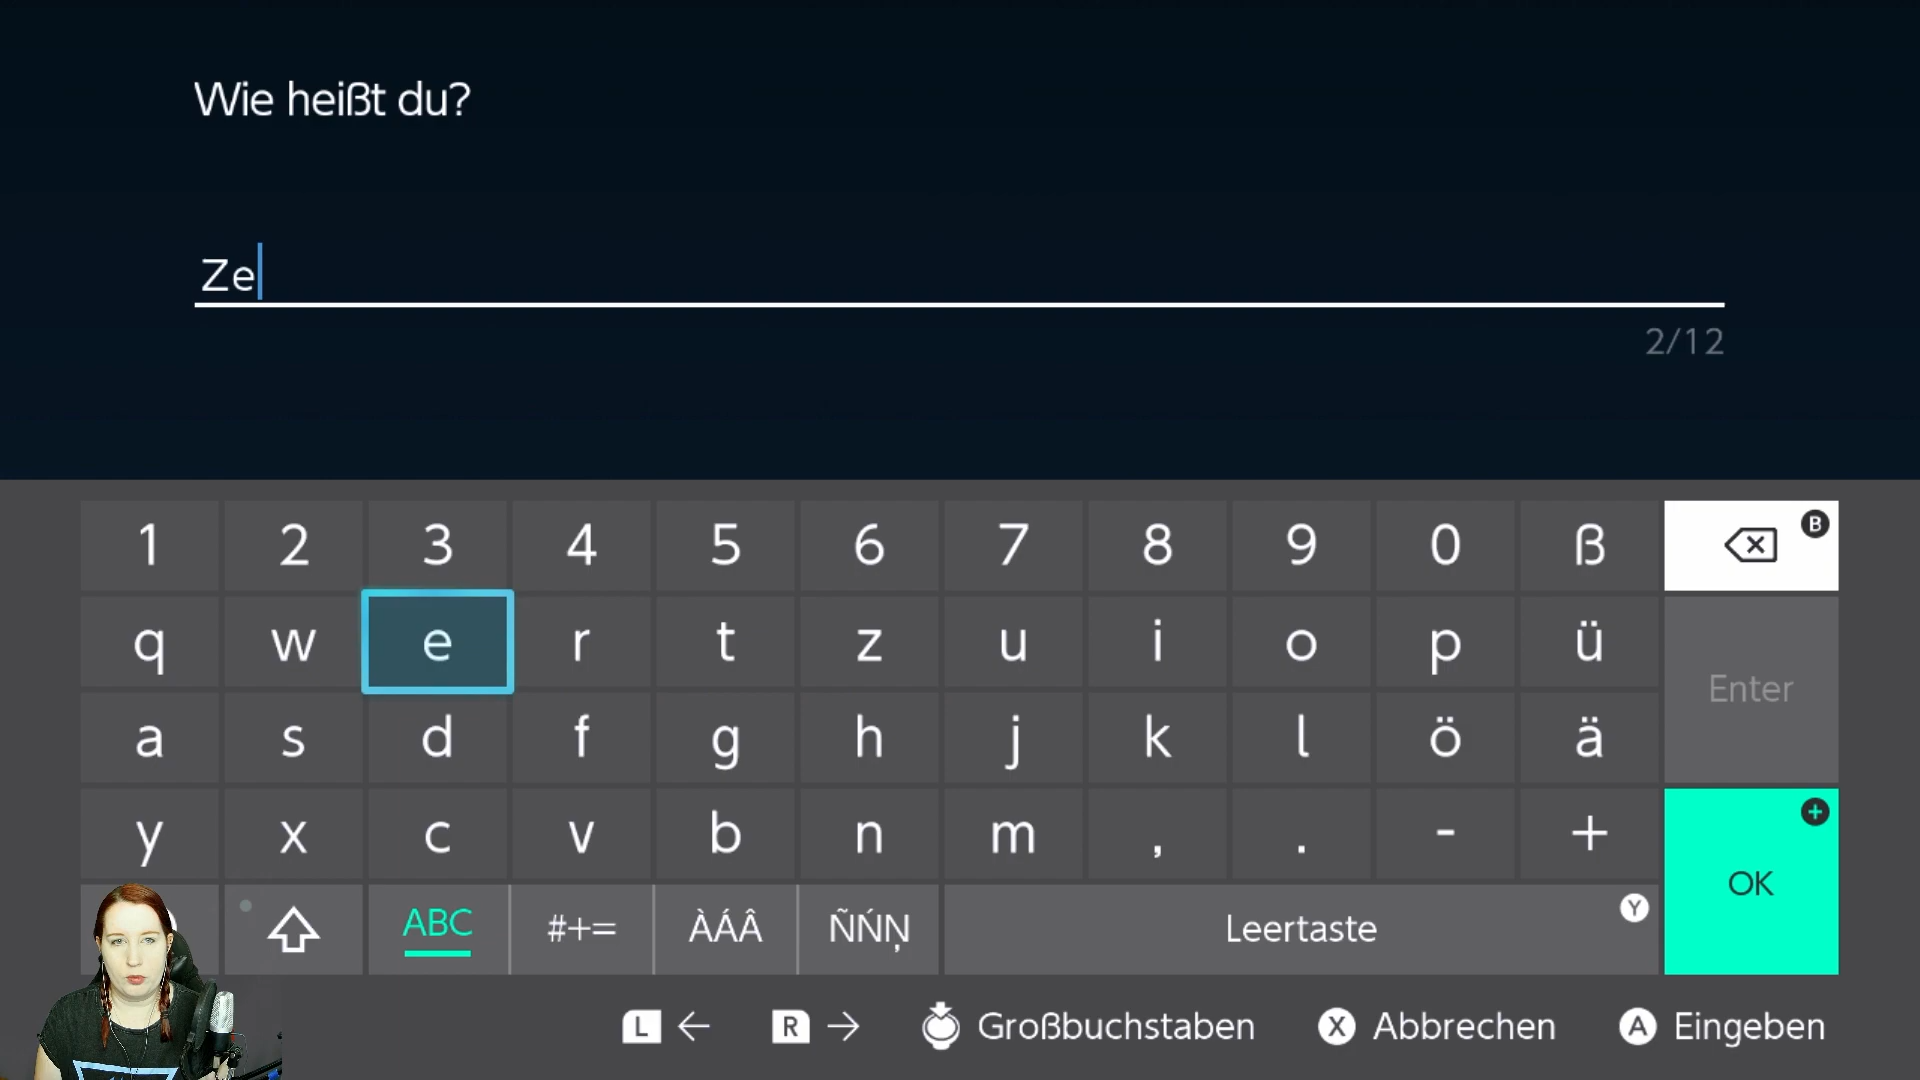 Wie heißt du?
Ze
2/12
1 2 3 4 5 6 7 8 9 0 ß B
q w e r t z u i o p ü Enter
a s d f g h j k l ö ä
y x c v b n m , . - + +
OK
ABC #+= ÀÁÂ ÑŃŅ Leertaste Y
L ← R → Großbuchstaben X Abbrechen A Eingeben